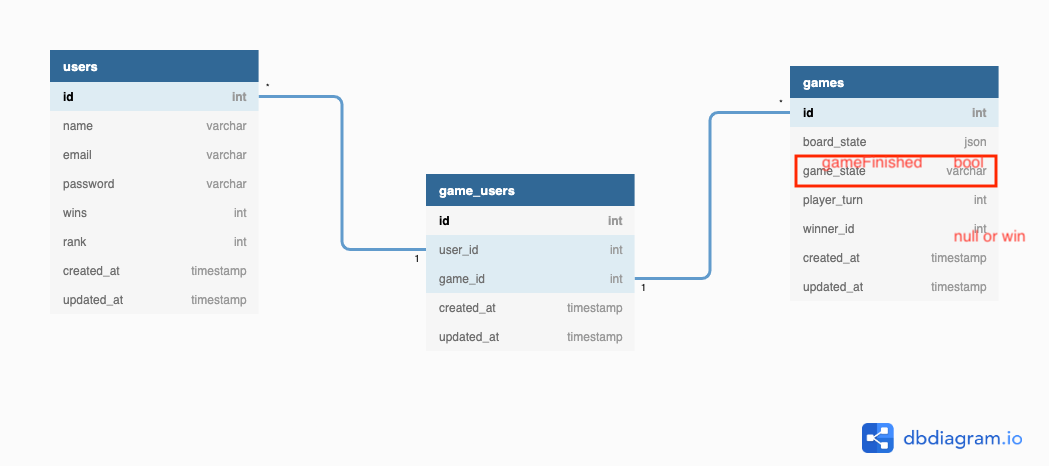 users
id int
name varchar
email varchar
password varchar
wins int
rank int
created_at timestamp
updated_at timestamp
*
1
game_users
id int
user_id int
game_id int
created_at timestamp
updated_at timestamp
1
*
games
id int
board_state json
gameFinished bool
game_state varchar
player_turn int
winner_id int
null or win
created_at timestamp
updated_at timestamp
dbdiagram.io